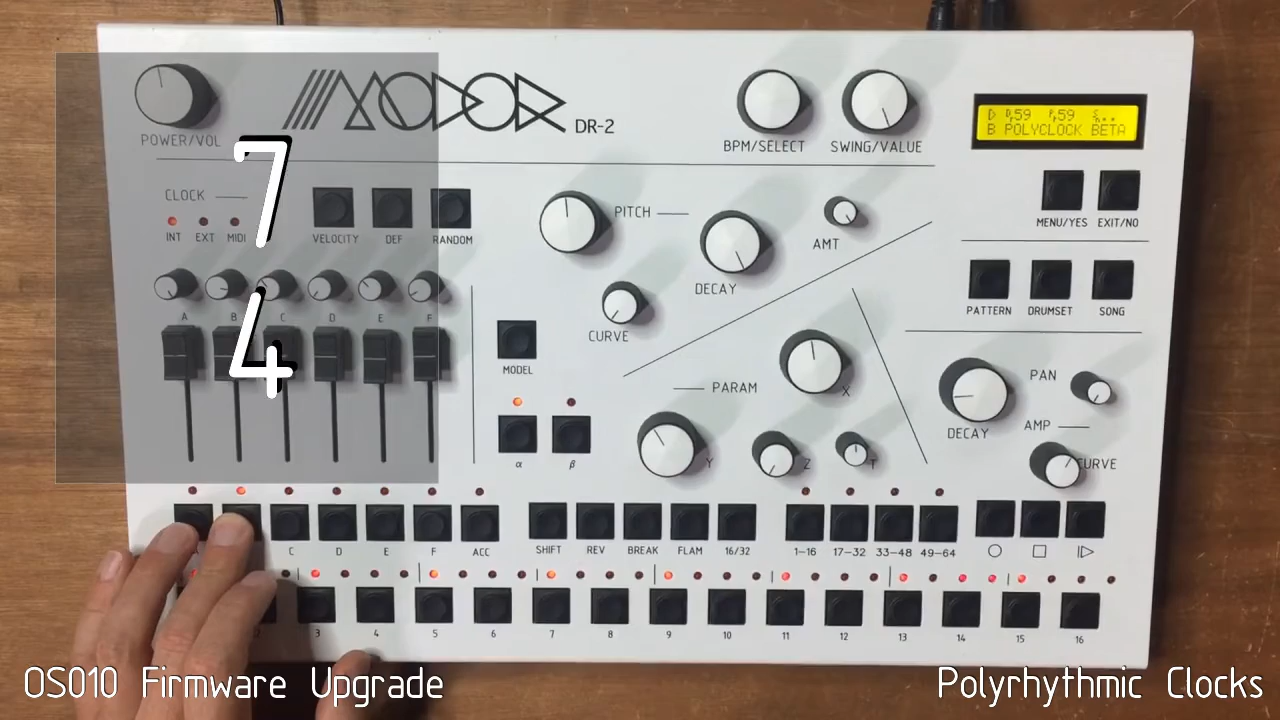 MODOR DR-2
POWER/VOL
7
4
BPM/SELECT SWING/VALUE
B POLYCLOCK BETA
CLOCK
INT EXT MIDI
VELOCITY DEF RANDOM
PITCH
DECAY
AMT
CURVE
MENU/YES EXIT/NO
PATTERN DRUMSET SONG
A B C D E F
MODEL
α β
PARAM
X
Y
Z
T
DECAY
PAN
AMP
CURVE
C D E F ACC
SHIFT REV BREAK FLAM 16/32
1-16 17-32 33-48 49-64
2 3 4 5 6 7 8 9 10 11 12 13 14 15 16
OS010 Firmware Upgrade
Polyrhythmic Clocks